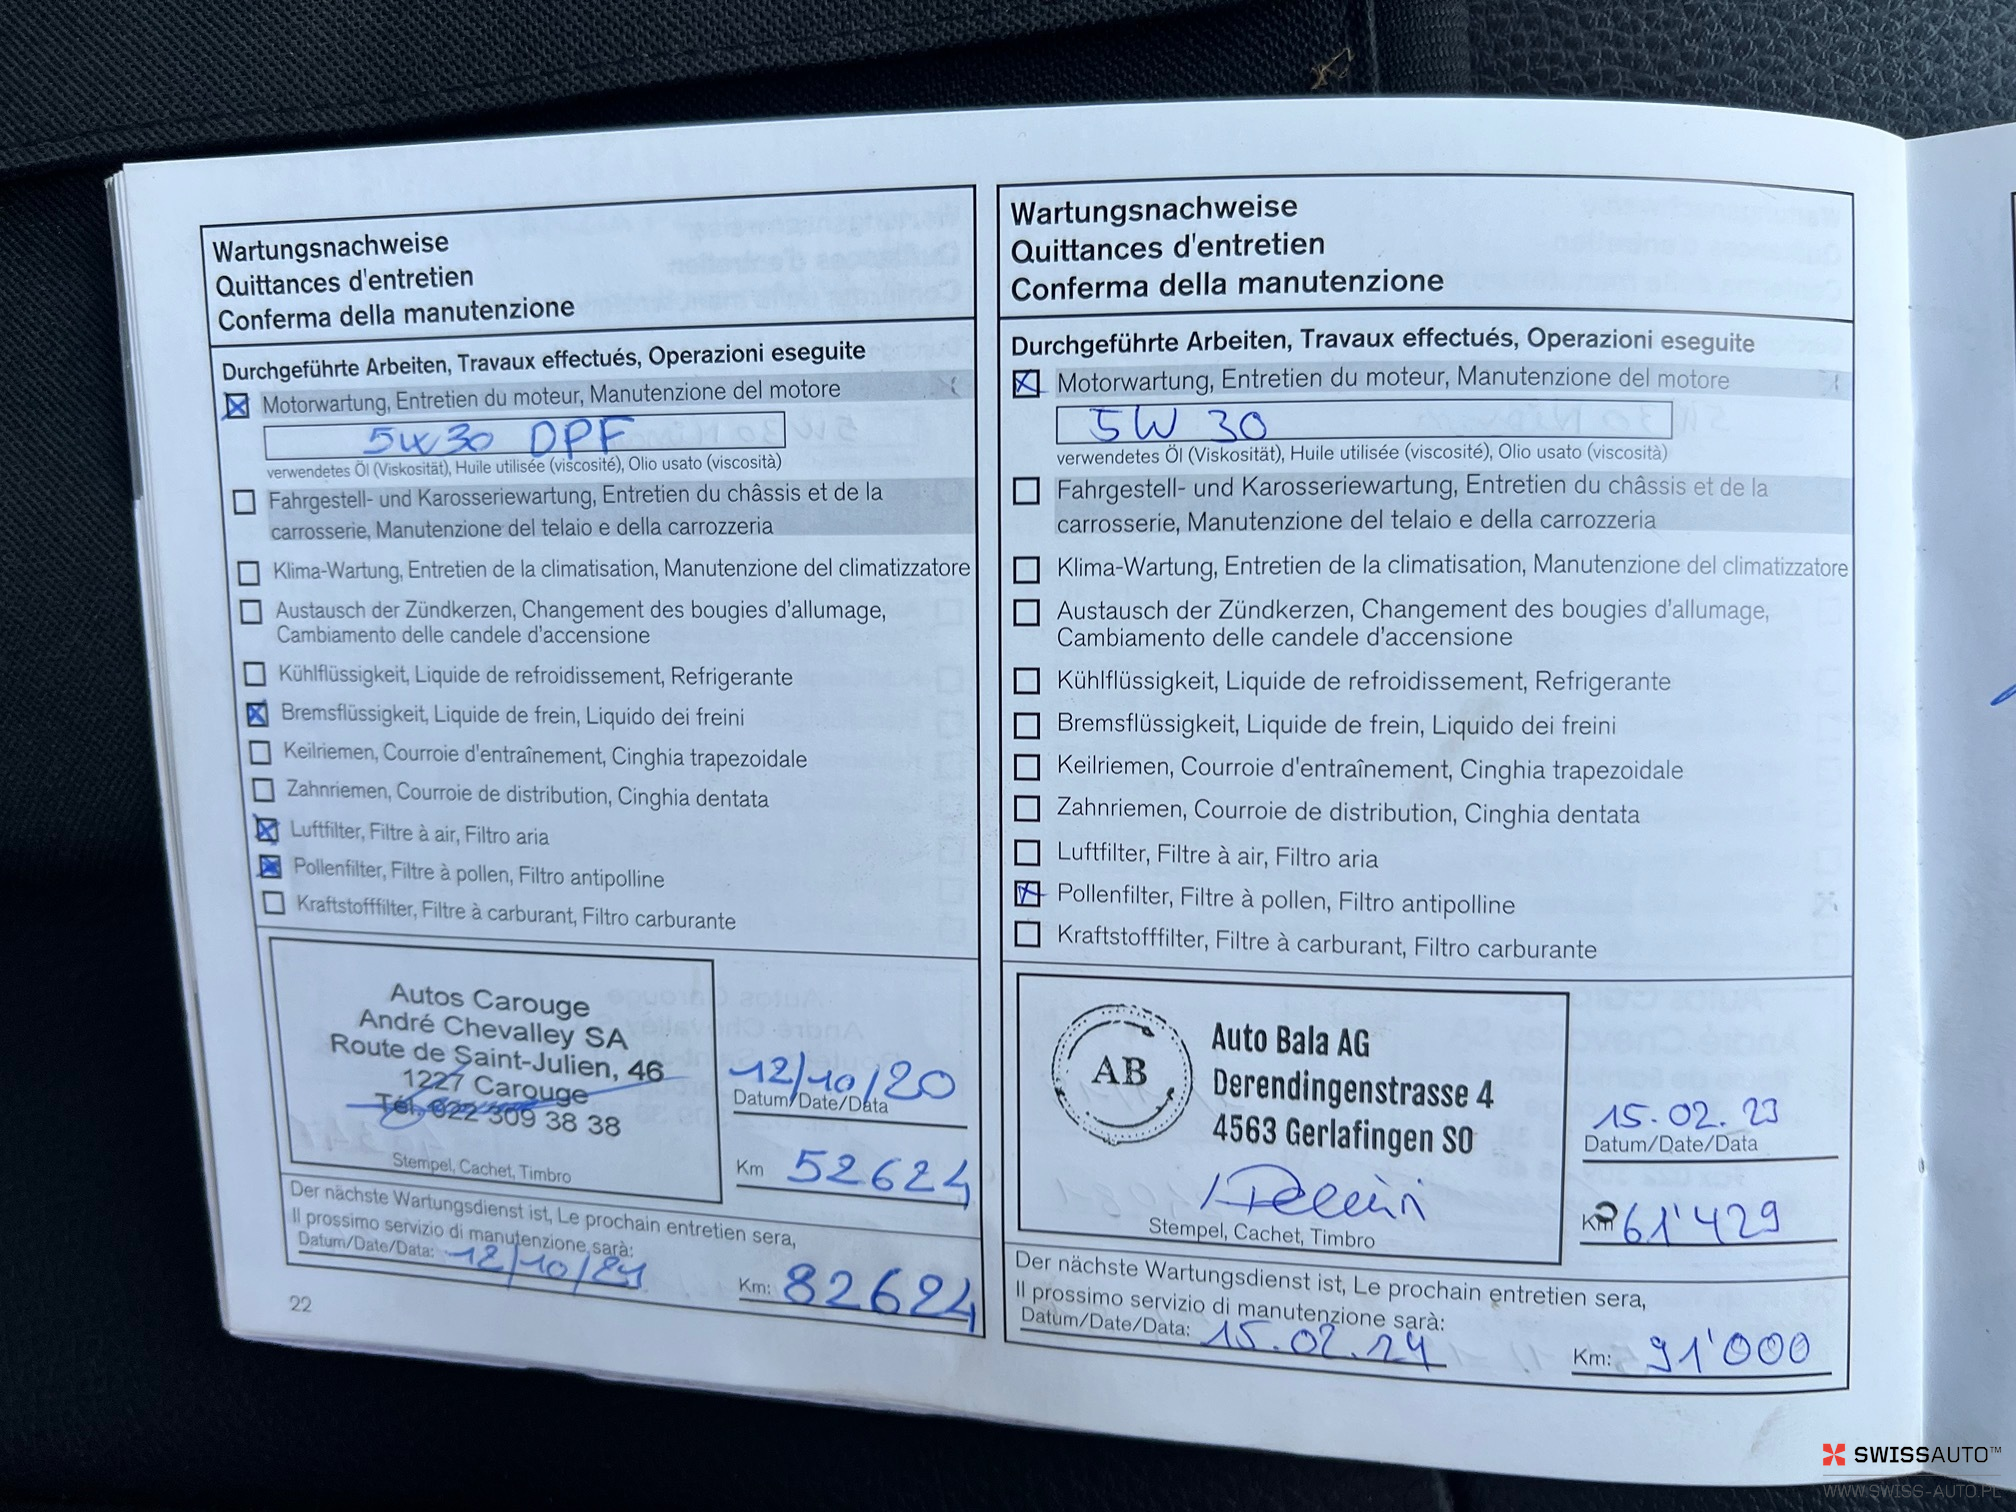 Wartungsnachweise
Quittances d'entretien
Conferma della manutenzione
Durchgeführte Arbeiten, Travaux effectués, Operazioni eseguite
Motorwartung, Entretien du moteur, Manutenzione del motore
5W30 DPF
verwendetes Öl (Viskosität), Huile utilisée (viscosité), Olio usato (viscosità)
Fahrgestell- und Karosseriewartung, Entretien du châssis et de la
carrosserie, Manutenzione del telaio e della carrozzeria
Klima-Wartung, Entretien de la climatisation, Manutenzione del climatizzatore
Austausch der Zündkerzen, Changement des bougies d'allumage,
Cambiamento delle candele d'accensione
Kühlflüssigkeit, Liquide de refroidissement, Refrigerante
Bremsflüssigkeit, Liquide de frein, Liquido dei freini
Keilriemen, Courroie d'entraînement, Cinghia trapezoidale
Zahnriemen, Courroie de distribution, Cinghia dentata
Luftfilter, Filtre à air, Filtro aria
Pollenfilter, Filtre à pollen, Filtro antipolline
Kraftstofffilter, Filtre à carburant, Filtro carburante
Autos Carouge
André Chevalley SA
Route de Saint-Julien, 46
1227 Carouge
Tél. 022 309 38 38
Stempel, Cachet, Timbro
12/10/20
Datum/Date/Data
Km 52624
Der nächste Wartungsdienst ist, Le prochain entretien sera,
Il prossimo servizio di manutenzione sarà:
Datum/Date/Data: 12/10/21 Km: 82624
22
Wartungsnachweise
Quittances d'entretien
Conferma della manutenzione
Durchgeführte Arbeiten, Travaux effectués, Operazioni eseguite
Motorwartung, Entretien du moteur, Manutenzione del motore
5W 30
verwendetes Öl (Viskosität), Huile utilisée (viscosité), Olio usato (viscosità)
Fahrgestell- und Karosseriewartung, Entretien du châssis et de la
carrosserie, Manutenzione del telaio e della carrozzeria
Klima-Wartung, Entretien de la climatisation, Manutenzione del climatizzatore
Austausch der Zündkerzen, Changement des bougies d'allumage,
Cambiamento delle candele d'accensione
Kühlflüssigkeit, Liquide de refroidissement, Refrigerante
Bremsflüssigkeit, Liquide de frein, Liquido dei freini
Keilriemen, Courroie d'entraînement, Cinghia trapezoidale
Zahnriemen, Courroie de distribution, Cinghia dentata
Luftfilter, Filtre à air, Filtro aria
Pollenfilter, Filtre à pollen, Filtro antipolline
Kraftstofffilter, Filtre à carburant, Filtro carburante
AB
Auto Bala AG
Derendingenstrasse 4
4563 Gerlafingen SO
Stempel, Cachet, Timbro
15.02.23
Datum/Date/Data
Km 61'429
Der nächste Wartungsdienst ist, Le prochain entretien sera,
Il prossimo servizio di manutenzione sarà:
Datum/Date/Data: 15.02.24 Km: 91'000
SWISSAUTO™
WWW.SWISS-AUTO.PL